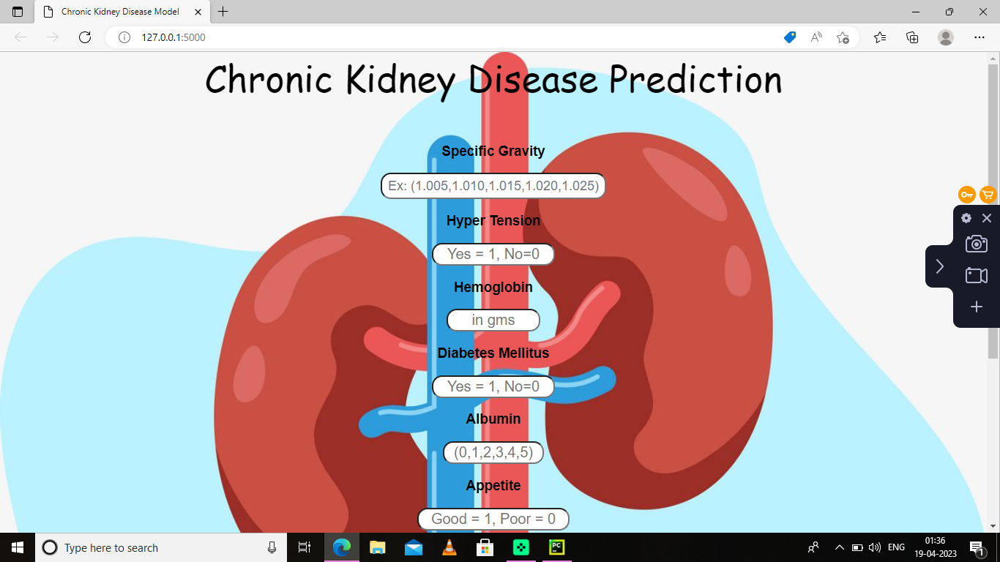 Chronic Kidney Disease Model
127.0.0.1:5000
Chronic Kidney Disease Prediction
Specific Gravity
Ex: (1.005,1.010,1.015,1.020,1.025)
Hyper Tension
Yes = 1, No=0
Hemoglobin
in gms
Diabetes Mellitus
Yes = 1, No=0
Albumin
(0,1,2,3,4,5)
Appetite
Good = 1, Poor = 0
Type here to search
PC
ENG
01:36
19-04-2023
1